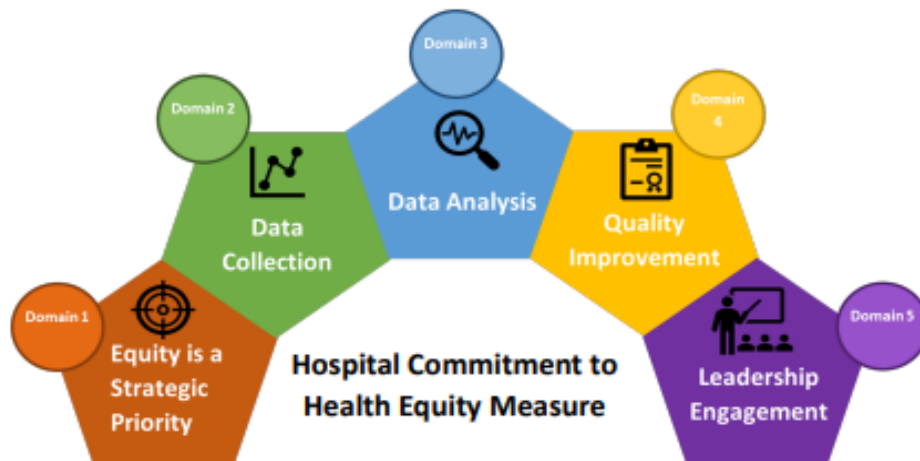 Domain 1
Equity is a
Strategic
Priority
Domain 2
Data
Collection
Domain 3
Data Analysis
Domain
4
Quality
Improvement
Domain 5
Leadership
Engagement
Hospital Commitment to
Health Equity Measure